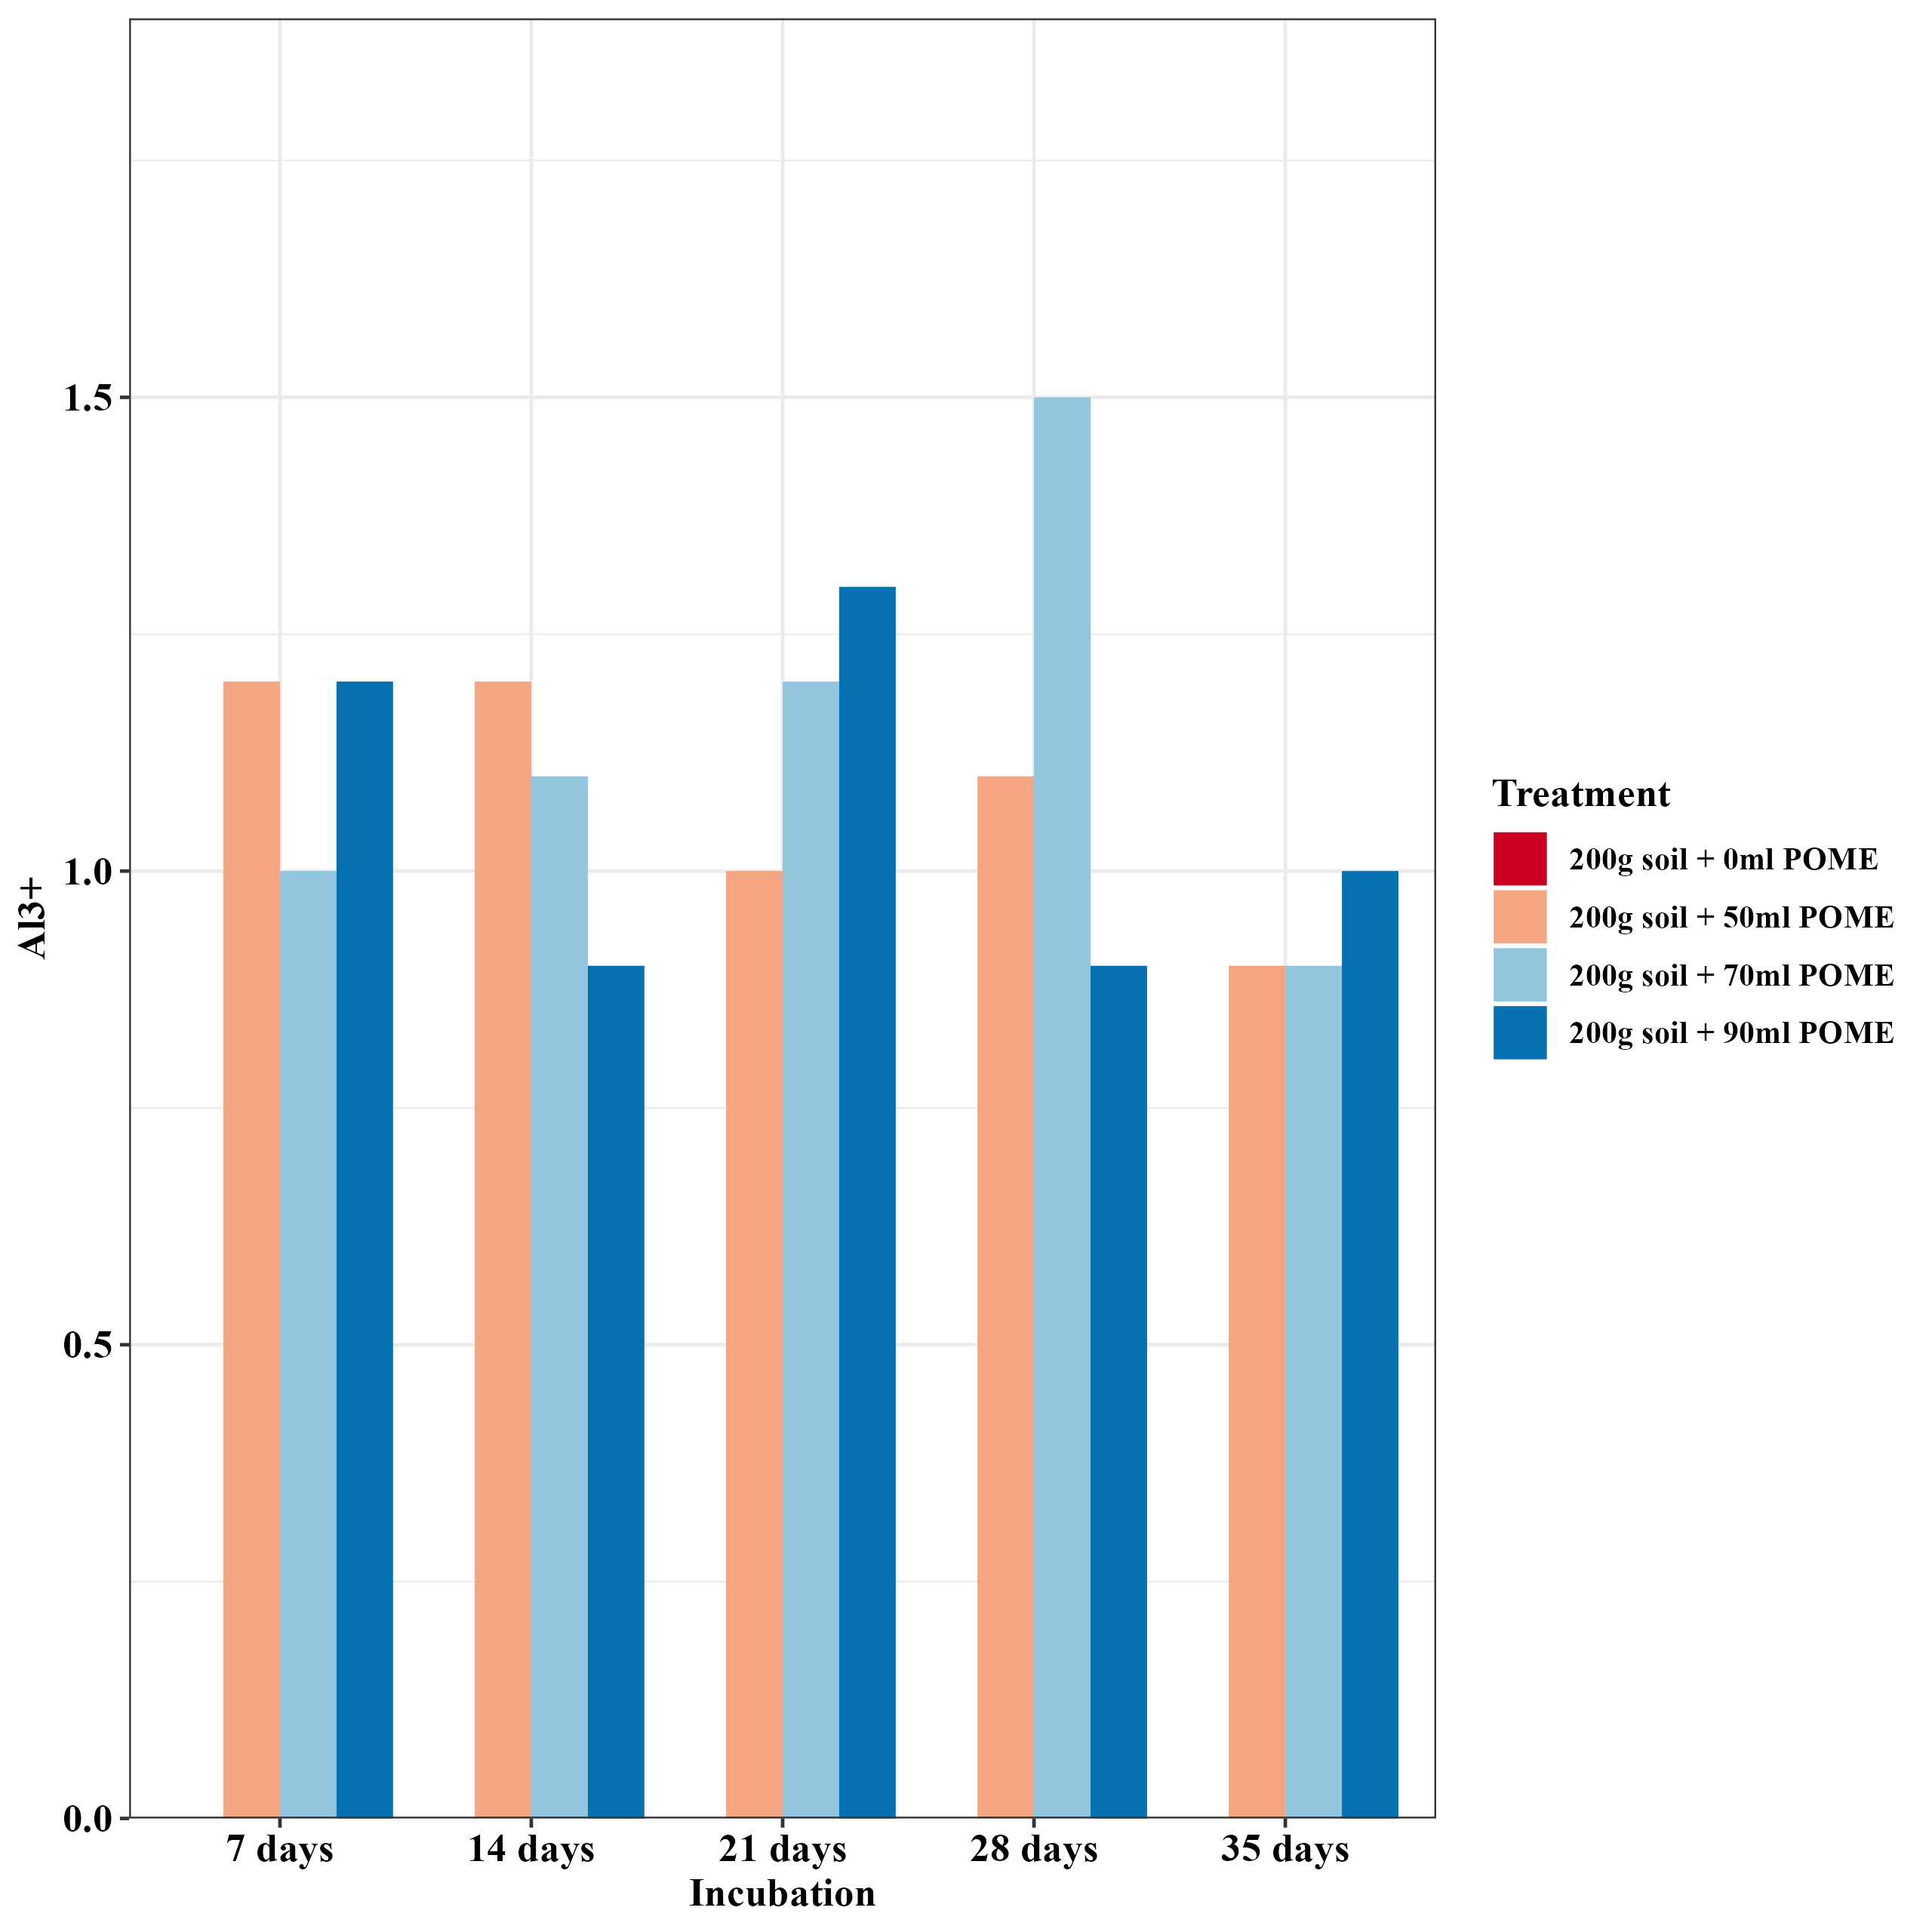 AI3+
1.5
1.0
0.5
0.0
7 days
14 days
21 days
28 days
35 days
Incubation
Treatment
200g soil + 0ml POME
200g soil + 50ml POME
200g soil + 70ml POME
200g soil + 90ml POME